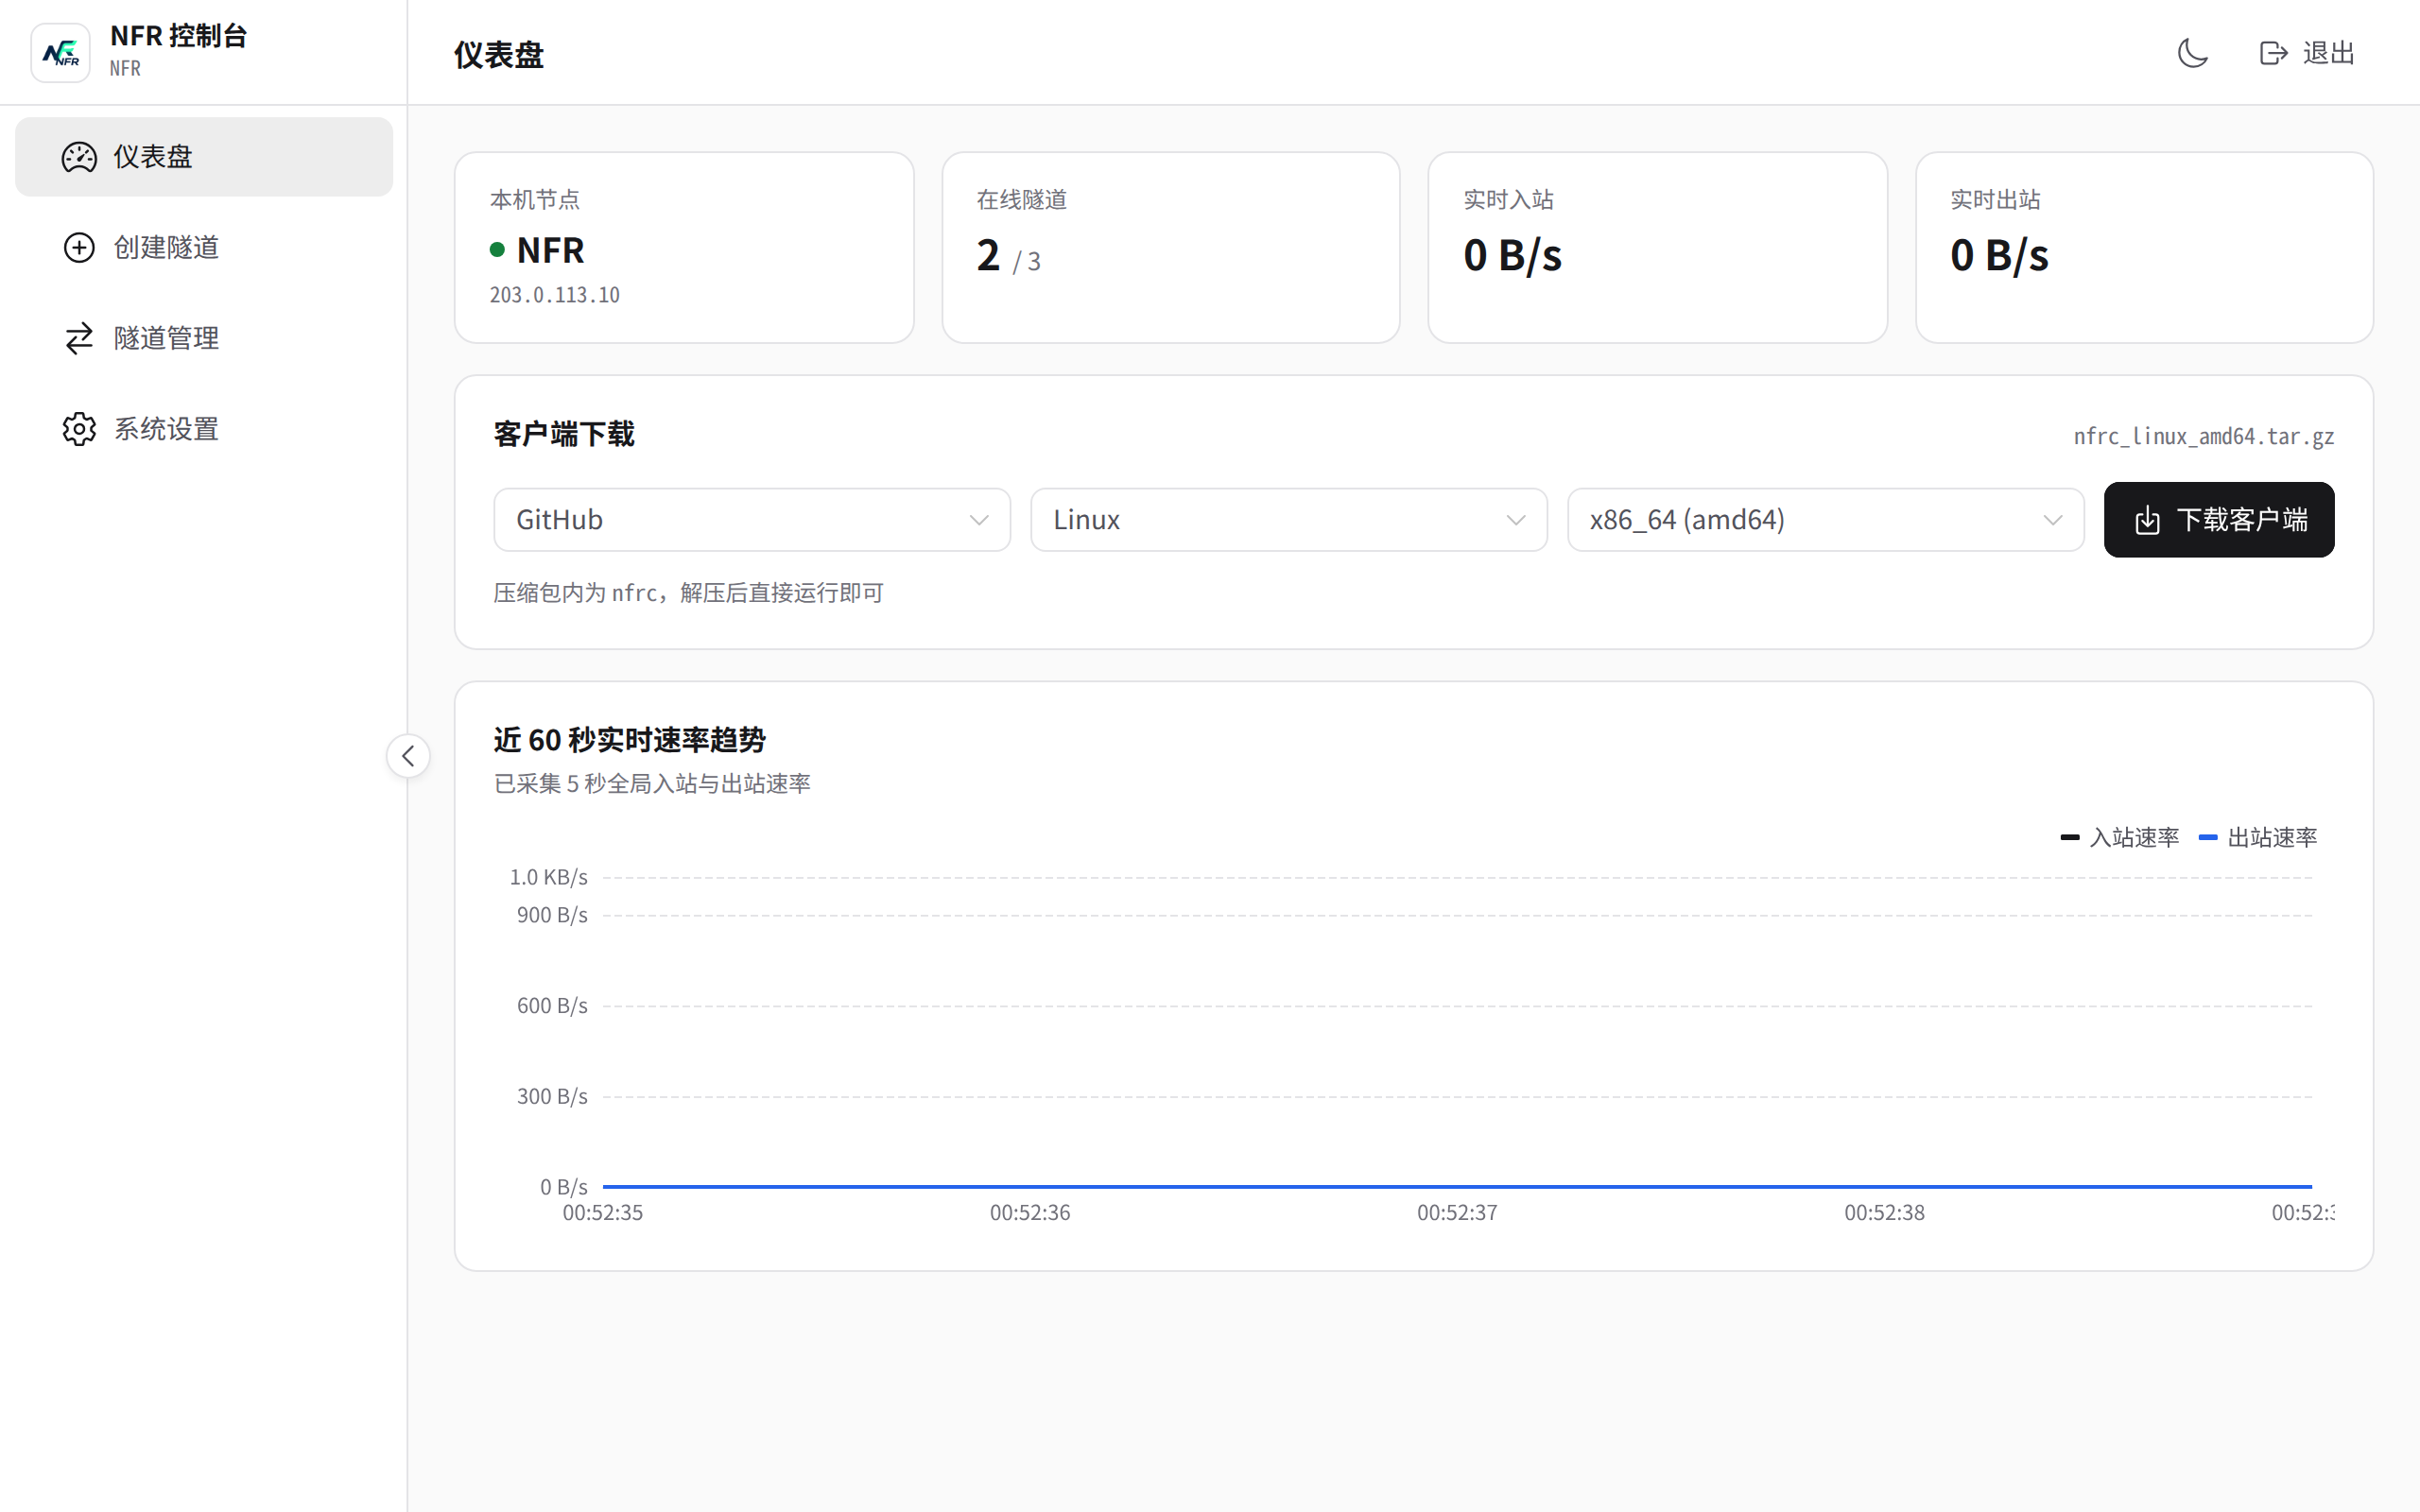 NFR
NFR 控制台
NFR
仪表盘
创建隧道
隧道管理
系统设置
仪表盘
退出
本机节点
NFR
203.0.113.10
在线隧道
2 / 3
实时入站
0 B/s
实时出站
0 B/s
客户端下载
nfrc_linux_amd64.tar.gz
GitHub
Linux
x86_64 (amd64)
下载客户端
压缩包内为 nfrc，解压后直接运行即可
近 60 秒实时速率趋势
已采集 5 秒全局入站与出站速率
入站速率
出站速率
1.0 KB/s
900 B/s
600 B/s
300 B/s
0 B/s
00:52:35
00:52:36
00:52:37
00:52:38
00:52: